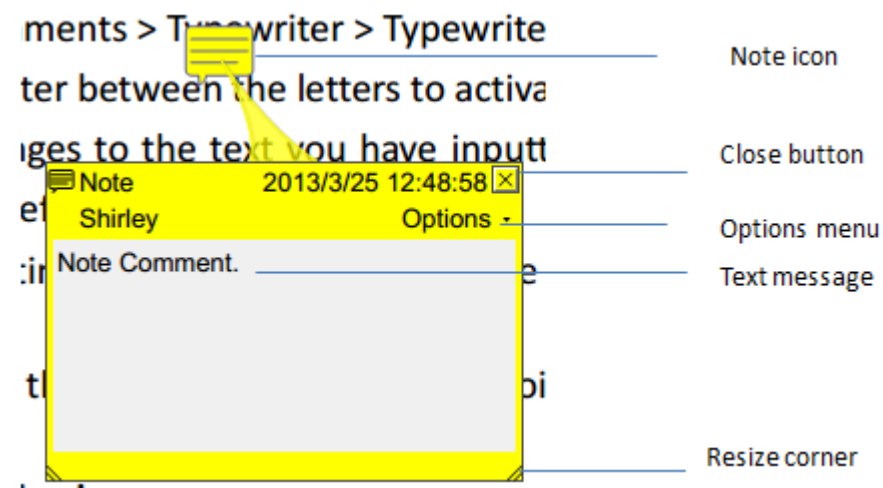 ments > Typewriter > Typewrite
Note icon
ter between the letters to activa
ges to the text you have inputt
Close button
Note 2013/3/25 12:48:58
Shirley Options
Options menu
Note Comment.
Text message
Resize corner